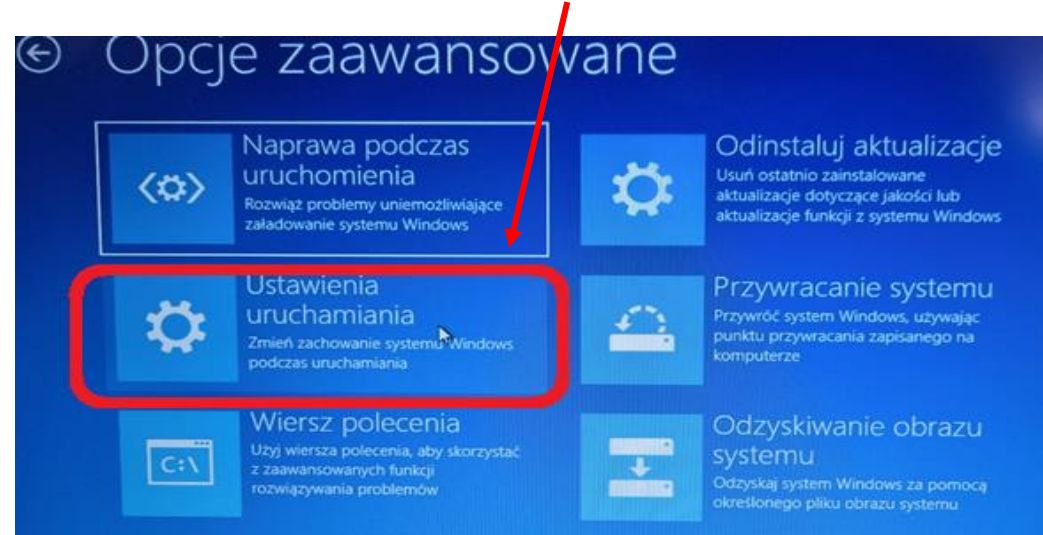 Opcje zaawansowane
Naprawa podczas
uruchomienia
Rozwiąż problemy uniemożliwiające
załadowanie systemu Windows
Ustawienia
uruchamiania
Zmień zachowanie systemu Windows
podczas uruchamiania
Wiersz polecenia
Użyj wiersza polecenia, aby skorzystać
z zaawansowanych funkcji
rozwiązywania problemów
C:\
Odinstaluj aktualizacje
Usuń ostatnio zainstalowane
aktualizacje dotyczące jakości lub
aktualizacje funkcji z systemu Windows
Przywracanie systemu
Przywróć system Windows, używając
punktu przywracania zapisanego na
komputerze
Odzyskiwanie obrazu
systemu
Odzyskaj system Windows za pomocą
określonego pliku obrazu systemu